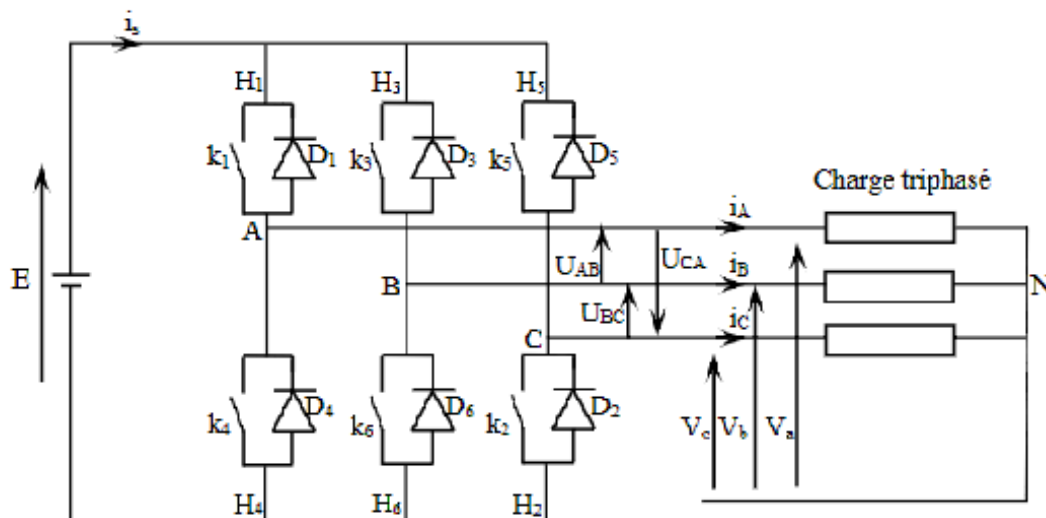 is
H1 H3 H5
k1 D1 k3 D3 k5 D5
Charge triphasé
A iA
E UAB UCA iB
B N
UBC iC
C
k4 D4 k6 D6 k2 D2
Vc Vb Va
H4 H6 H2